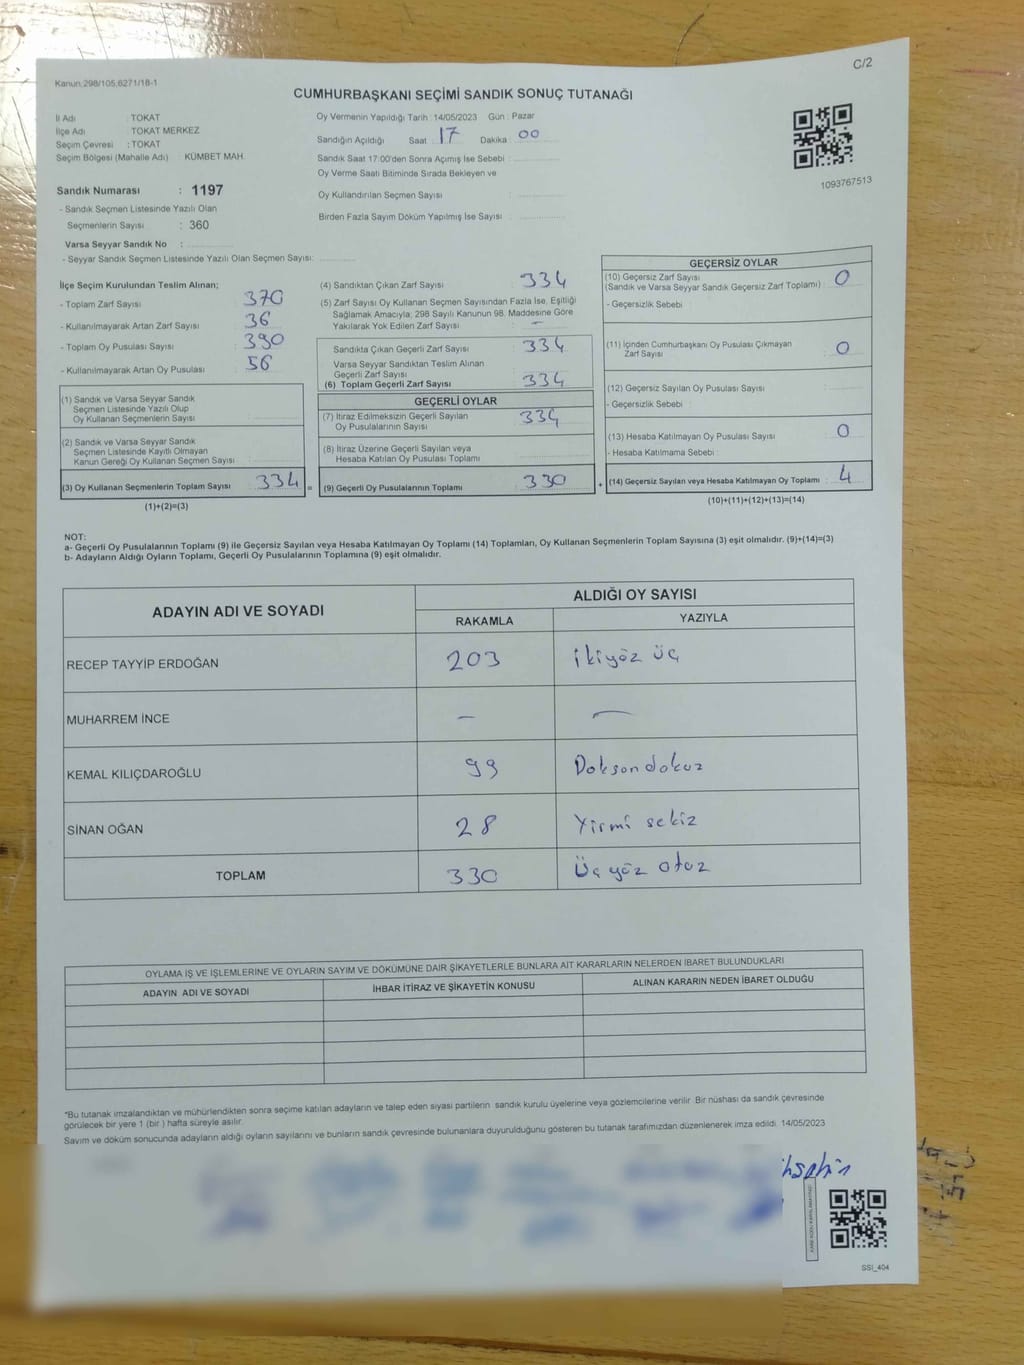 C/2
Kanun:298/105,6271/18-1
CUMHURBAŞKANI SEÇİMİ SANDIK SONUÇ TUTANAĞI
İl Adı : TOKAT
İlçe Adı : TOKAT MERKEZ
Seçim Çevresi : TOKAT
Seçim Bölgesi (Mahalle Adı) : KÜMBET MAH.
Sandık Numarası : 1197
- Sandık Seçmen Listesinde Yazılı Olan
Seçmenlerin Sayısı : 360
Varsa Seyyar Sandık No :
- Seyyar Sandık Seçmen Listesinde Yazılı Olan Seçmen Sayısı:
Oy Vermenin Yapıldığı Tarih : 14/05/2023 Gün : Pazar
Sandığın Açıldığı Saat 17 Dakika : 00
Sandık Saat 17:00'den Sonra Açımış İse Sebebi :
Oy Verme Saati Bitiminde Sırada Bekleyen ve
Oy Kullandırılan Seçmen Sayısı :
Birden Fazla Sayım Döküm Yapılmış İse Sayısı :
1093767513
İlçe Seçim Kurulundan Teslim Alınan;
- Toplam Zarf Sayısı : 370
- Kullanılmayarak Artan Zarf Sayısı : 36
- Toplam Oy Pusulası Sayısı : 390
- Kullanılmayarak Artan Oy Pusulası : 56
(1) Sandık ve Varsa Seyyar Sandık
Seçmen Listesinde Yazılı Olup
Oy Kullanan Seçmenlerin Sayısı :
(2) Sandık ve Varsa Seyyar Sandık
Seçmen Listesinde Kayıtlı Olmayan
Kanun Gereği Oy Kullanan Seçmen Sayısı :
(3) Oy Kullanan Seçmenlerin Toplam Sayısı : 334 =
(1)+(2)=(3)
(4) Sandıktan Çıkan Zarf Sayısı : 334
(5) Zarf Sayısı Oy Kullanan Seçmen Sayısından Fazla İse, Eşitliği
Sağlamak Amacıyla; 298 Sayılı Kanunun 98. Maddesine Göre
Yakılarak Yok Edilen Zarf Sayısı : –
Sandıkta Çıkan Geçerli Zarf Sayısı : 334
Varsa Seyyar Sandıktan Teslim Alınan
Geçerli Zarf Sayısı :
(6) Toplam Geçerli Zarf Sayısı : 334
GEÇERLİ OYLAR
(7) İtiraz Edilmeksizin Geçerli Sayılan
Oy Pusulalarının Sayısı : 334
(8) İtiraz Üzerine Geçerli Sayılan veya
Hesaba Katılan Oy Pusulası Toplamı :
(9) Geçerli Oy Pusulalarının Toplamı : 330 +
GEÇERSİZ OYLAR
(10) Geçersiz Zarf Sayısı
(Sandık ve Varsa Seyyar Sandık Geçersiz Zarf Toplamı) : 0
- Geçersizlik Sebebi :
(11) İçinden Cumhurbaşkanı Oy Pusulası Çıkmayan
Zarf Sayısı : 0
(12) Geçersiz Sayılan Oy Pusulası Sayısı :
- Geçersizlik Sebebi :
(13) Hesaba Katılmayan Oy Pusulası Sayısı : 0
- Hesaba Katılmama Sebebi :
(14) Geçersiz Sayılan veya Hesaba Katılmayan Oy Toplamı : 4
(10)+(11)+(12)+(13)=(14)
NOT:
a- Geçerli Oy Pusulalarının Toplamı (9) ile Geçersiz Sayılan veya Hesaba Katılmayan Oy Toplamı (14) Toplamları, Oy Kullanan Seçmenlerin Toplam Sayısına (3) eşit olmalıdır. (9)+(14)=(3)
b- Adayların Aldığı Oyların Toplamı, Geçerli Oy Pusulalarının Toplamına (9) eşit olmalıdır.
ADAYIN ADI VE SOYADI ALDIĞI OY SAYISI
RAKAMLA YAZIYLA
RECEP TAYYİP ERDOĞAN 203 ikiyöz üç
MUHARREM İNCE – –
KEMAL KILIÇDAROĞLU 99 Doksondokuz
SİNAN OĞAN 28 Yirmi sekiz
TOPLAM 330 Üç yöz otuz
OYLAMA İŞ VE İŞLEMLERİNE VE OYLARIN SAYIM VE DÖKÜMÜNE DAİR ŞİKAYETLERLE BUNLARA AİT KARARLARIN NELERDEN İBARET BULUNDUKLARI
ADAYIN ADI VE SOYADI İHBAR İTİRAZ VE ŞİKAYETİN KONUSU ALINAN KARARIN NEDEN İBARET OLDUĞU
*Bu tutanak imzalandıktan ve mühürlendikten sonra seçime katılan adayların ve talep eden siyasi partilerin sandık kurulu üyelerine veya gözlemcilerine verilir. Bir nüshası da sandık çevresinde
görülecek bir yere 1 (bir ) hafta süreyle asılır.
Sayım ve döküm sonucunda adayların aldığı oyların sayılarını ve bunların sandık çevresinde bulunanlara duyurulduğunu gösteren bu tutanak tarafımızdan düzenlenerek imza edildi. 14/05/2023
SSI_404